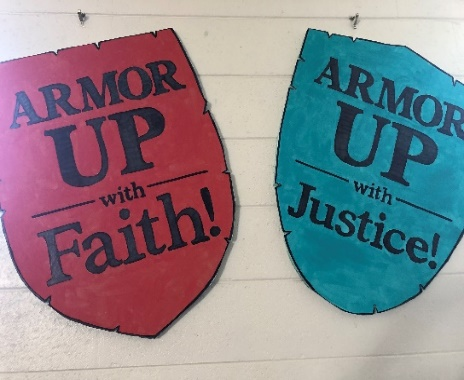 ARMOR
UP
with
Faith!
ARMOR
UP
with
Justice!